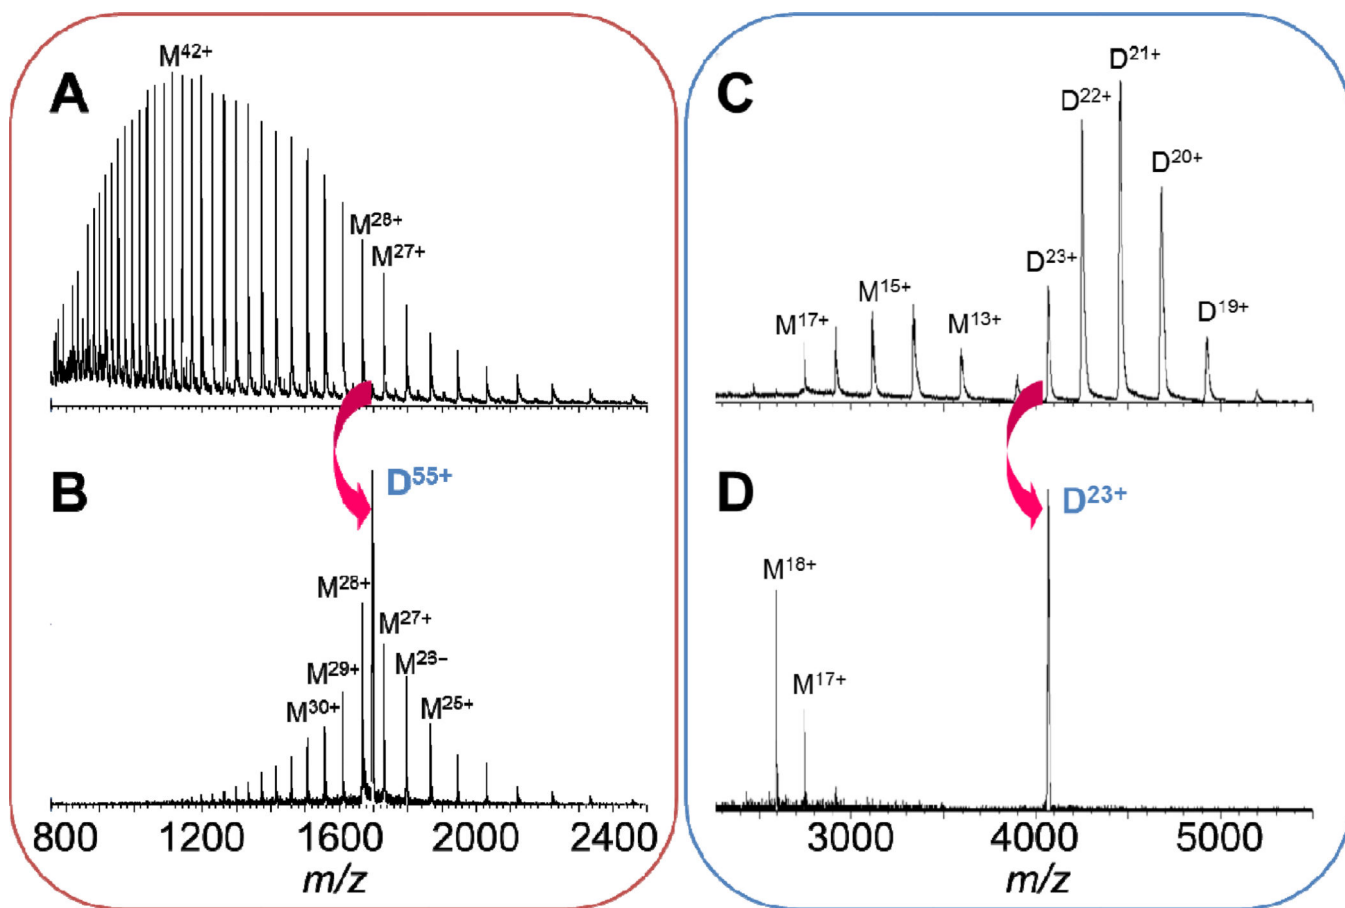 A
M42+
M28+
M27+
B
D55+
M28+
M27+
M29+
M26–
M30+
M25+
800 1200 1600 2000 2400
m/z
C
D21+
D22+
D20+
D23+
M15+
M17+
M13+
D19+
D
D23+
M18+
M17+
3000 4000 5000
m/z